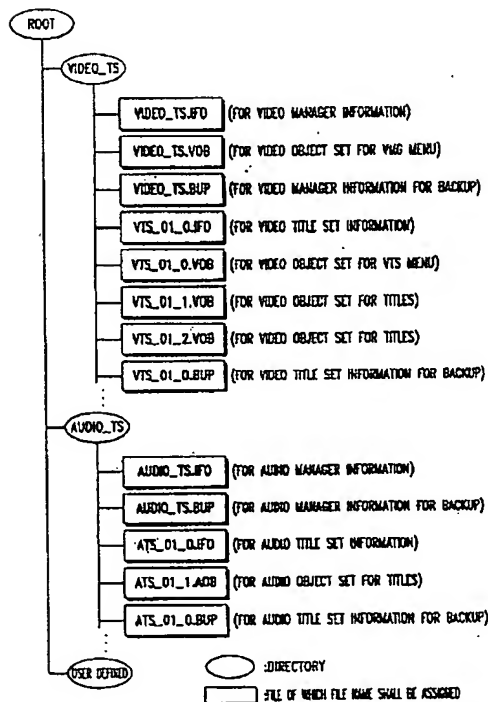 ROOT
VIDEO_TS
VIDEO_TS.IFO (FOR VIDEO MANAGER INFORMATION)
VIDEO_TS.VOB (FOR VIDEO OBJECT SET FOR VMG MENU)
VIDEO_TS.BUP (FOR VIDEO MANAGER INFORMATION FOR BACKUP)
VTS_01_0.IFO (FOR VIDEO TITLE SET INFORMATION)
VTS_01_0.VOB (FOR VIDEO OBJECT SET FOR VTS MENU)
VTS_01_1.VOB (FOR VIDEO OBJECT SET FOR TITLES)
VTS_01_2.VOB (FOR VIDEO OBJECT SET FOR TITLES)
VTS_01_0.BUP (FOR VIDEO TITLE SET INFORMATION FOR BACKUP)
AUDIO_TS
AUDIO_TS.IFO (FOR AUDIO MANAGER INFORMATION)
AUDIO_TS.BUP (FOR AUDIO MANAGER INFORMATION FOR BACKUP)
ATS_01_0.IFO (FOR AUDIO TITLE SET INFORMATION)
ATS_01_1.AOB (FOR AUDIO OBJECT SET FOR TITLES)
ATS_01_0.BUP (FOR AUDIO TITLE SET INFORMATION FOR BACKUP)
USER DEFINED
:DIRECTORY
:FILE OF WHICH FILE NAME SHALL BE ASSIGNED